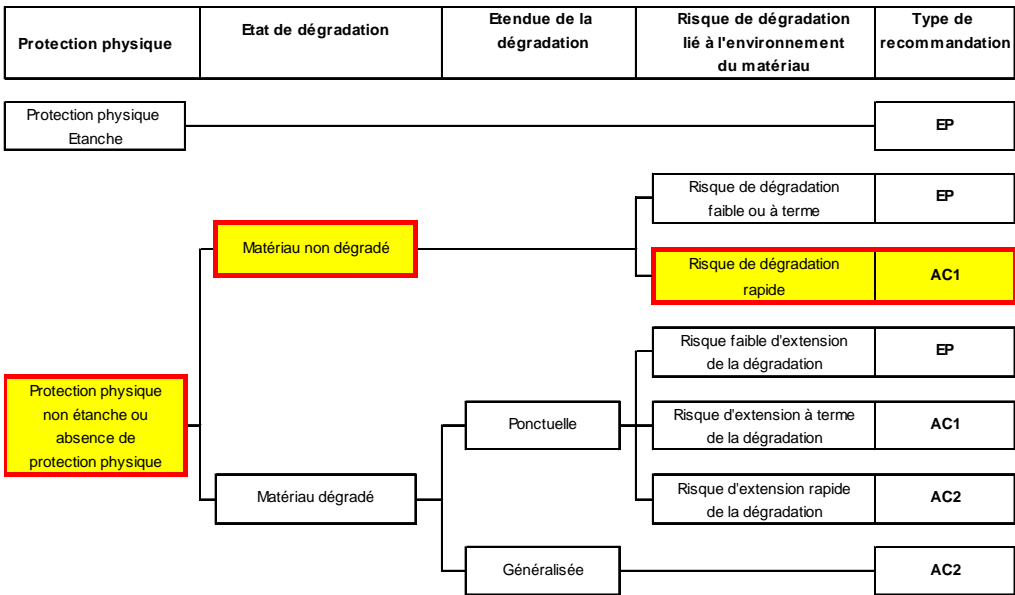 Protection physique
Etat de dégradation
Etendue de la
dégradation
Risque de dégradation
lié à l'environnement
du matériau
Type de
recommandation
Protection physique
Etanche
EP
Matériau non dégradé
Risque de dégradation
faible ou à terme
EP
Risque de dégradation
rapide
AC1
Protection physique
non étanche ou
absence de
protection physique
Matériau dégradé
Ponctuelle
Risque faible d'extension
de la dégradation
EP
Risque d'extension à terme
de la dégradation
AC1
Risque d'extension rapide
de la dégradation
AC2
Généralisée
AC2